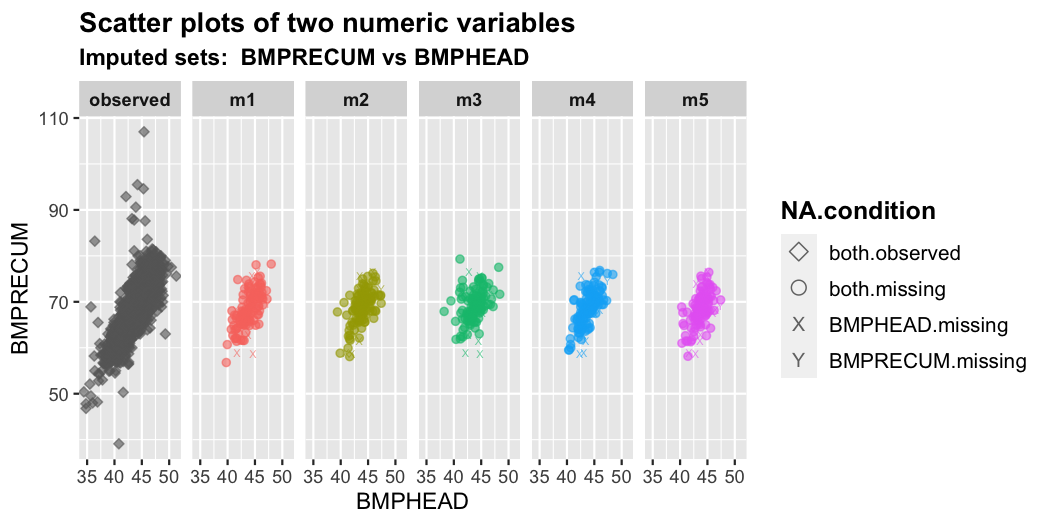 Scatter plots of two numeric variables
Imputed sets:  BMPRECUM vs BMPHEAD
observed m1 m2 m3 m4 m5
110
90
70
50
BMPRECUM
35 40 45 50 35 40 45 50 35 40 45 50 35 40 45 50 35 40 45 50 35 40 45 50
BMPHEAD
NA.condition
both.observed
both.missing
X BMPHEAD.missing
Y BMPRECUM.missing